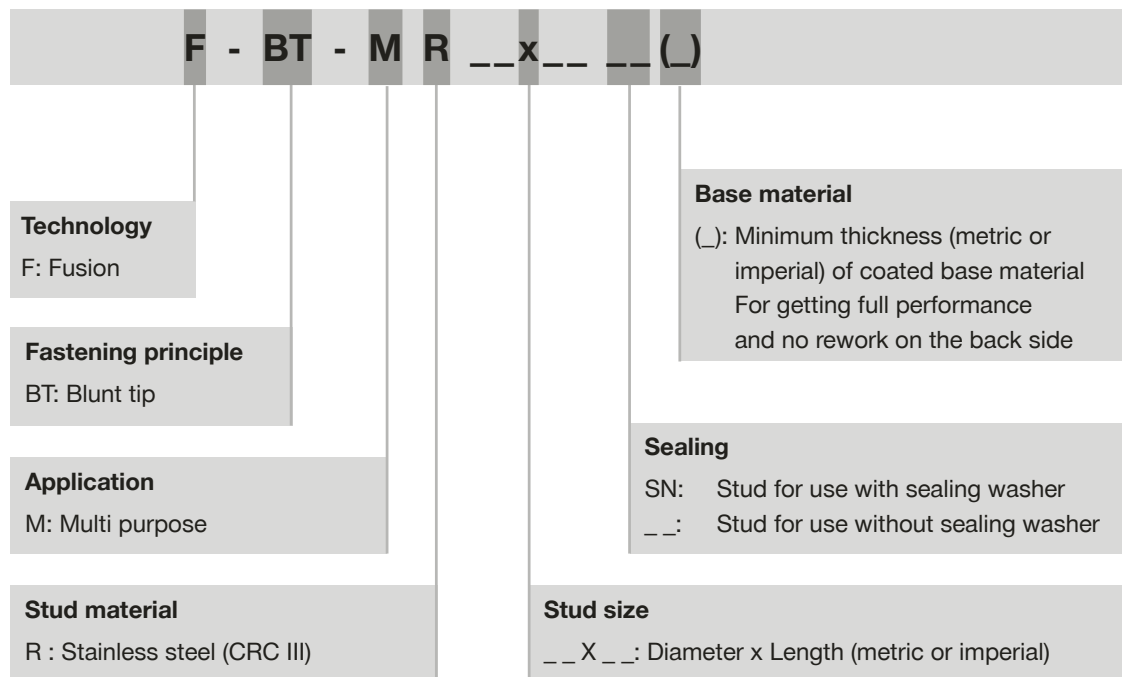 F - BT - M R __x__ __ (_)
Technology
F: Fusion
Fastening principle
BT: Blunt tip
Application
M: Multi purpose
Stud material
R : Stainless steel (CRC III)
Base material
(_): Minimum thickness (metric or
imperial) of coated base material
For getting full performance
and no rework on the back side
Sealing
SN: Stud for use with sealing washer
_ _: Stud for use without sealing washer
Stud size
_ _ X _ _: Diameter x Length (metric or imperial)